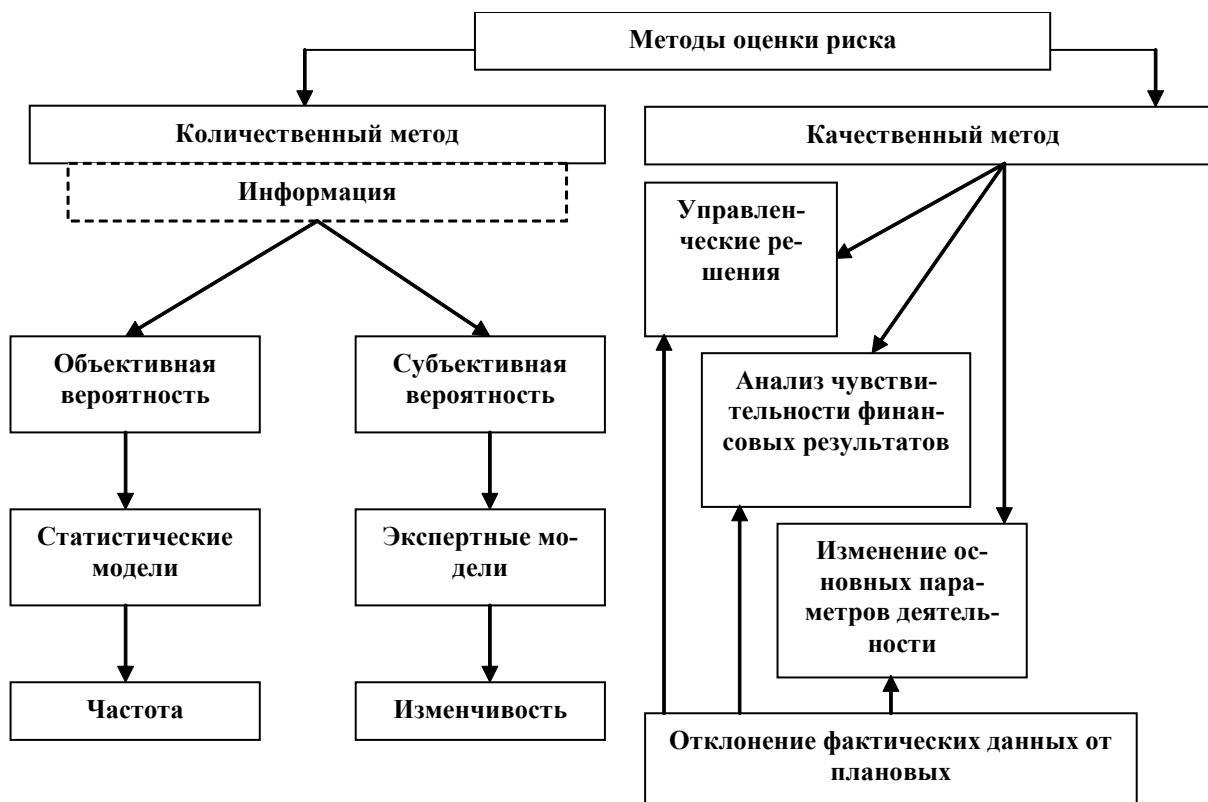 Методы оценки риска
Количественный метод
Информация
Объективная
вероятность
Субъективная
вероятность
Статистические
модели
Экспертные мо-
дели
Частота
Изменчивость
Качественный метод
Управлен-
ческие ре-
шения
Анализ чувстви-
тельности финан-
совых результатов
Изменение ос-
новных пара-
метров деятель-
ности
Отклонение фактических данных от
плановых